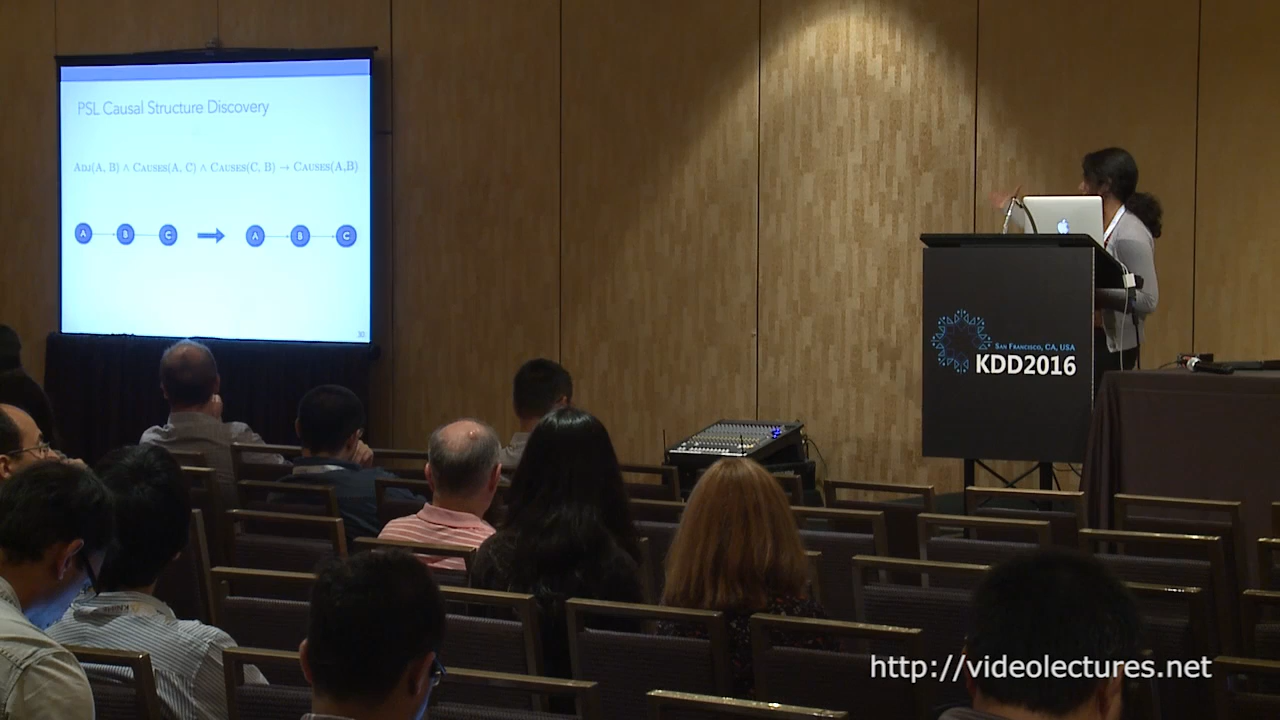 PSL Causal Structure Discovery
ADJ(A, B) ∧ CAUSES(A, C) ∧ CAUSES(C, B) → CAUSES(A,B)
A B C A B C
30
SAN FRANCISCO, CA, USA
KDD2016
http://videolectures.net